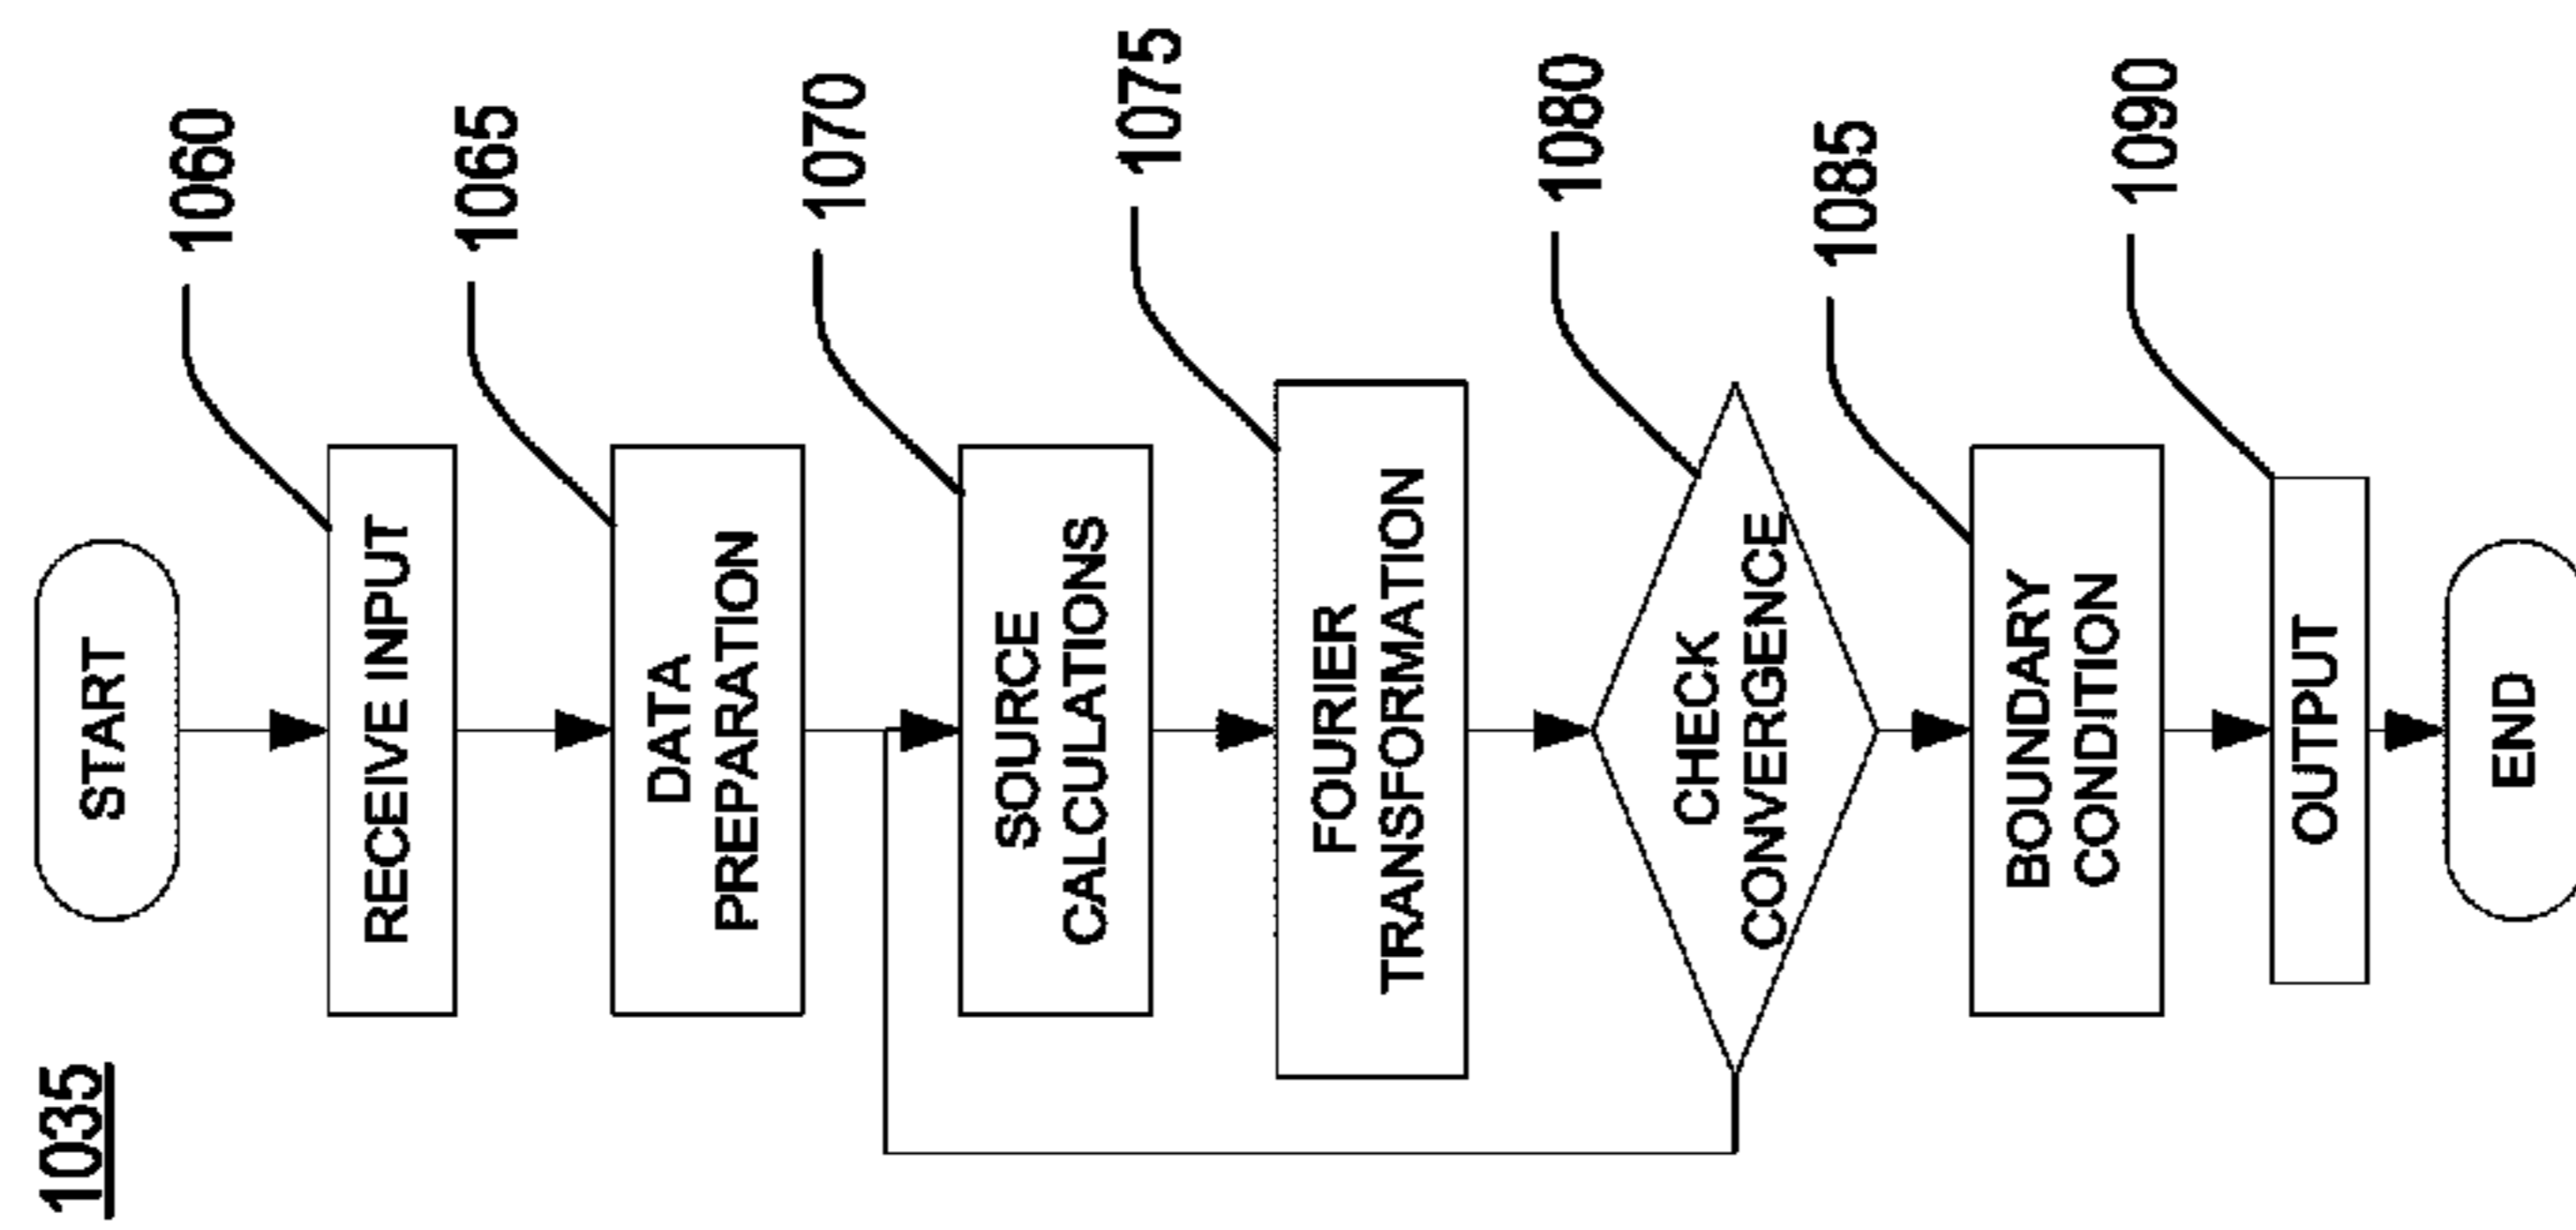 1035
START
RECEIVE INPUT
1060
DATA
PREPARATION
1065
SOURCE
CALCULATIONS
1070
FOURIER
TRANSFORMATION
1075
CHECK
CONVERGENCE
1080
BOUNDARY
CONDITION
1085
OUTPUT
1090
END